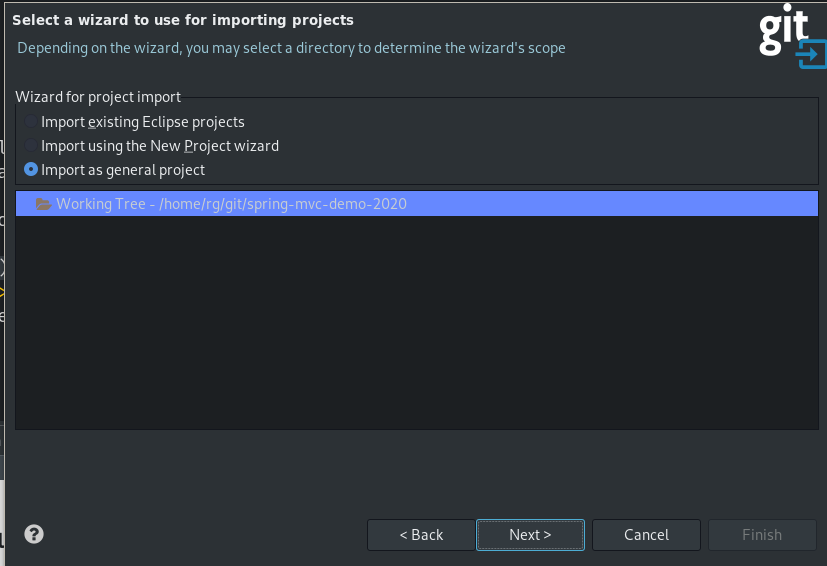 Select a wizard to use for importing projects
Depending on the wizard, you may select a directory to determine the wizard's scope
git
Wizard for project import
Import existing Eclipse projects
Import using the New Project wizard
Import as general project
Working Tree - /home/rg/git/spring-mvc-demo-2020
?
< Back
Next >
Cancel
Finish